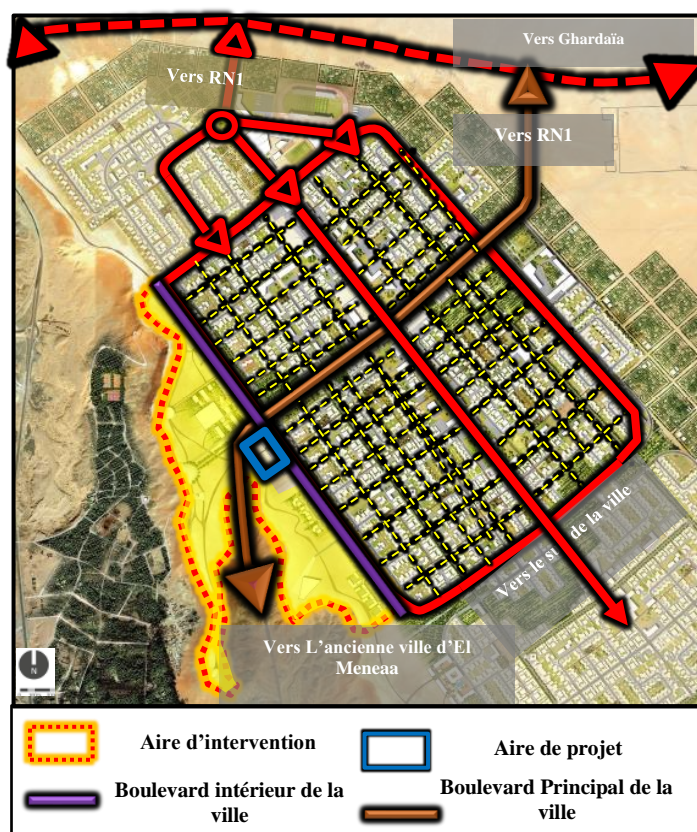 Vers Ghardaïa
Vers RN1
Vers RN1
Vers le sud de la ville
Vers L'ancienne ville d'El
Meneaa
N
Aire d'intervention
Aire de projet
Boulevard intérieur de la
ville
Boulevard Principal de la
ville